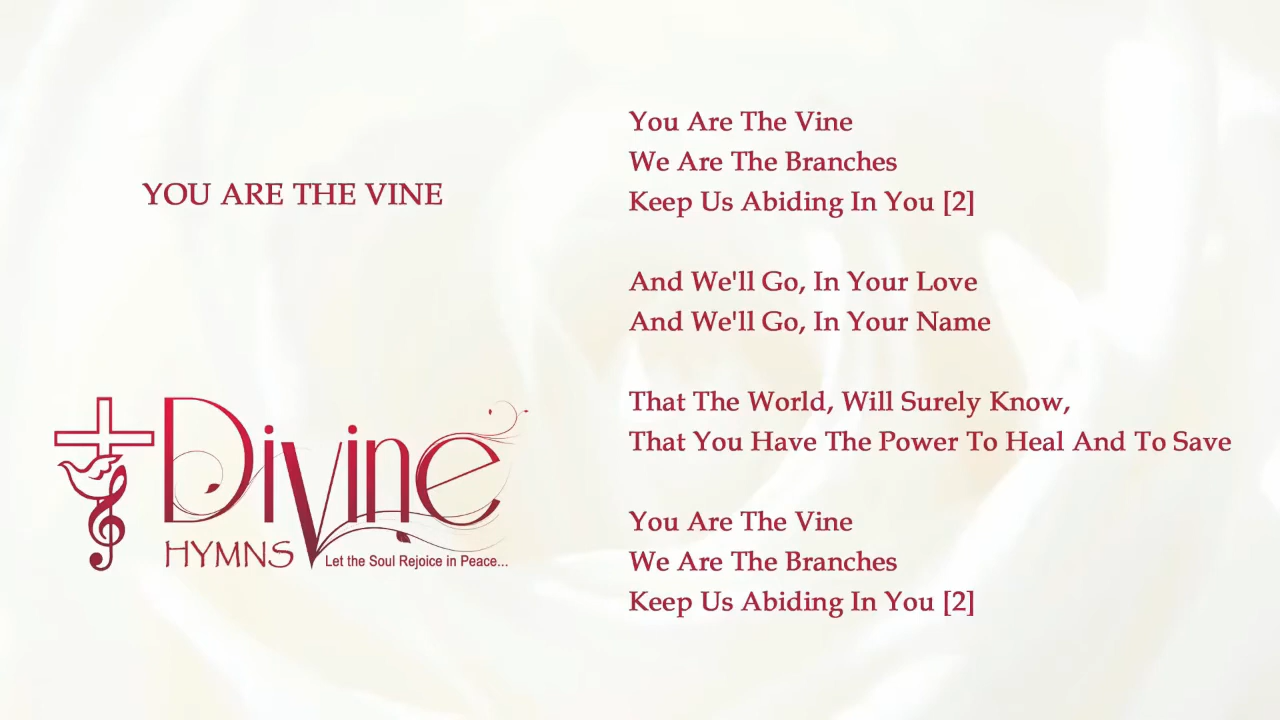 YOU ARE THE VINE
Divine
HYMNS
Let the Soul Rejoice in Peace...
You Are The Vine
We Are The Branches
Keep Us Abiding In You [2]
And We'll Go, In Your Love
And We'll Go, In Your Name
That The World, Will Surely Know,
That You Have The Power To Heal And To Save
You Are The Vine
We Are The Branches
Keep Us Abiding In You [2]